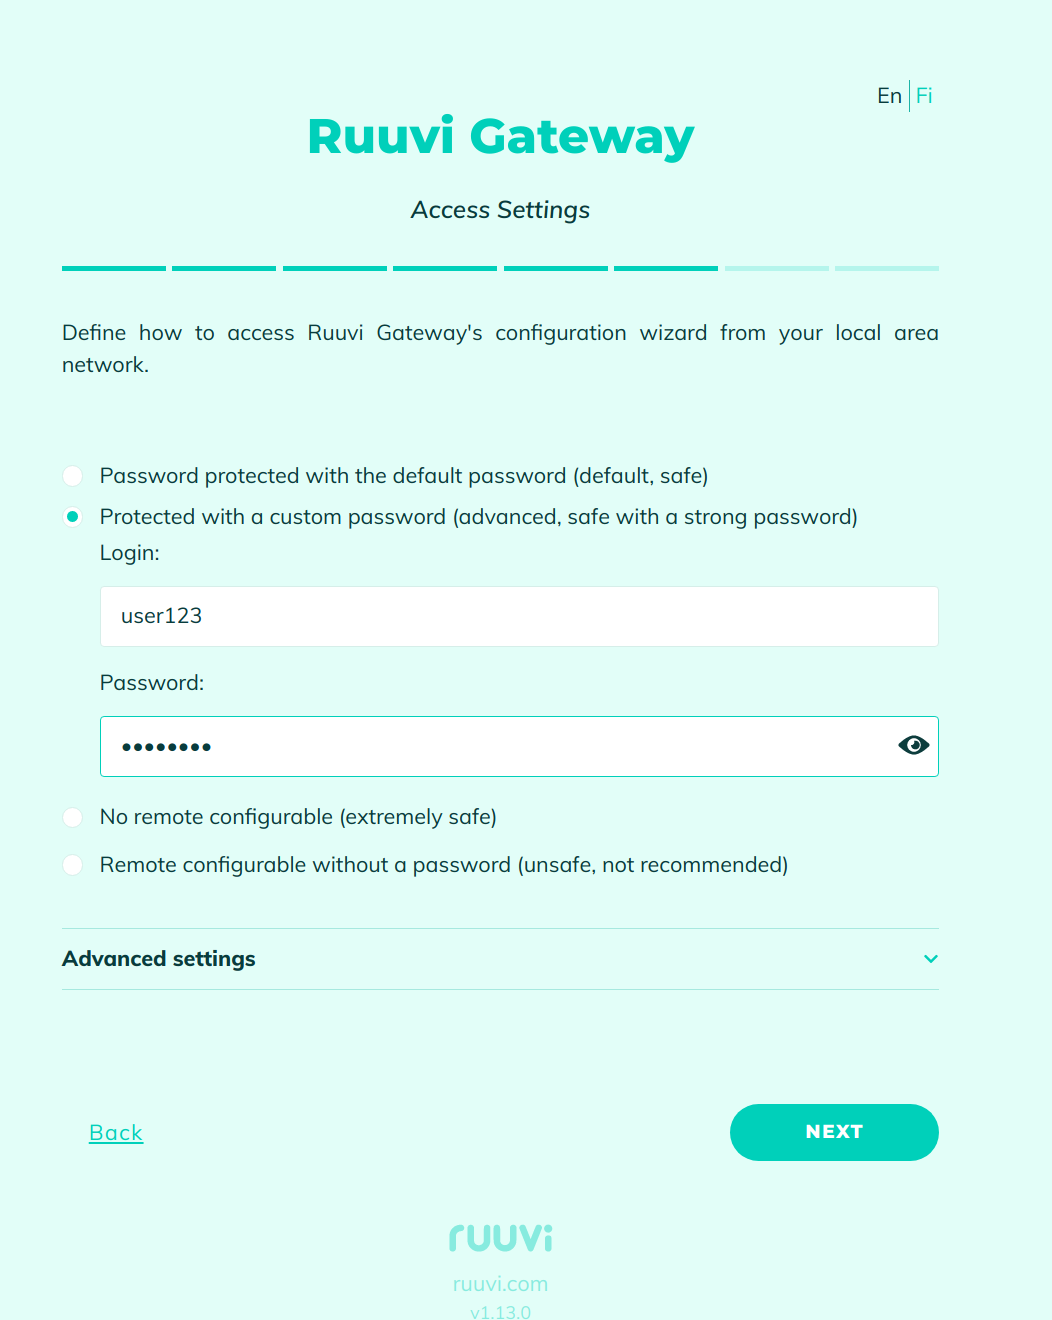 En Fi
Ruuvi Gateway
Access Settings
Define how to access Ruuvi Gateway's configuration wizard from your local area
network.
Password protected with the default password (default, safe)
Protected with a custom password (advanced, safe with a strong password)
Login:
user123
Password:
••••••••
No remote configurable (extremely safe)
Remote configurable without a password (unsafe, not recommended)
Advanced settings
Back
NEXT
ruuvi
ruuvi.com
v1.13.0